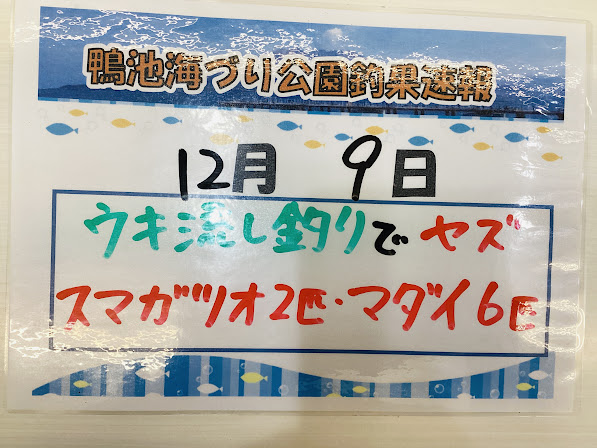 鴨池海づり公園釣果速報
12月 9日
ウキ流し釣りでヤズ
スマガツオ2匹・マダイ6匹